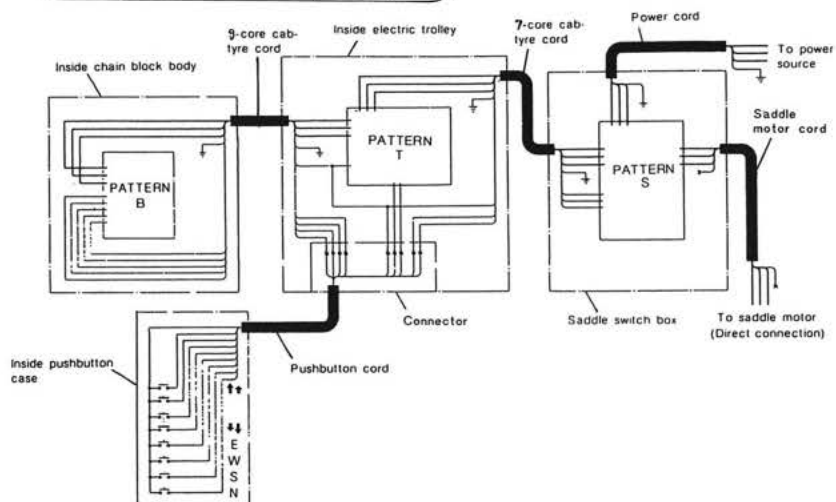 9-core cab-
tyre cord
Inside electric trolley
7-core cab-
tyre cord
Power cord
To power
source
Inside chain block body
Saddle
motor cord
PATTERN
B
PATTERN
T
PATTERN
S
Connector
Saddle switch box
To saddle motor
(Direct connection)
Inside pushbutton
case
Pushbutton cord
E
W
S
N